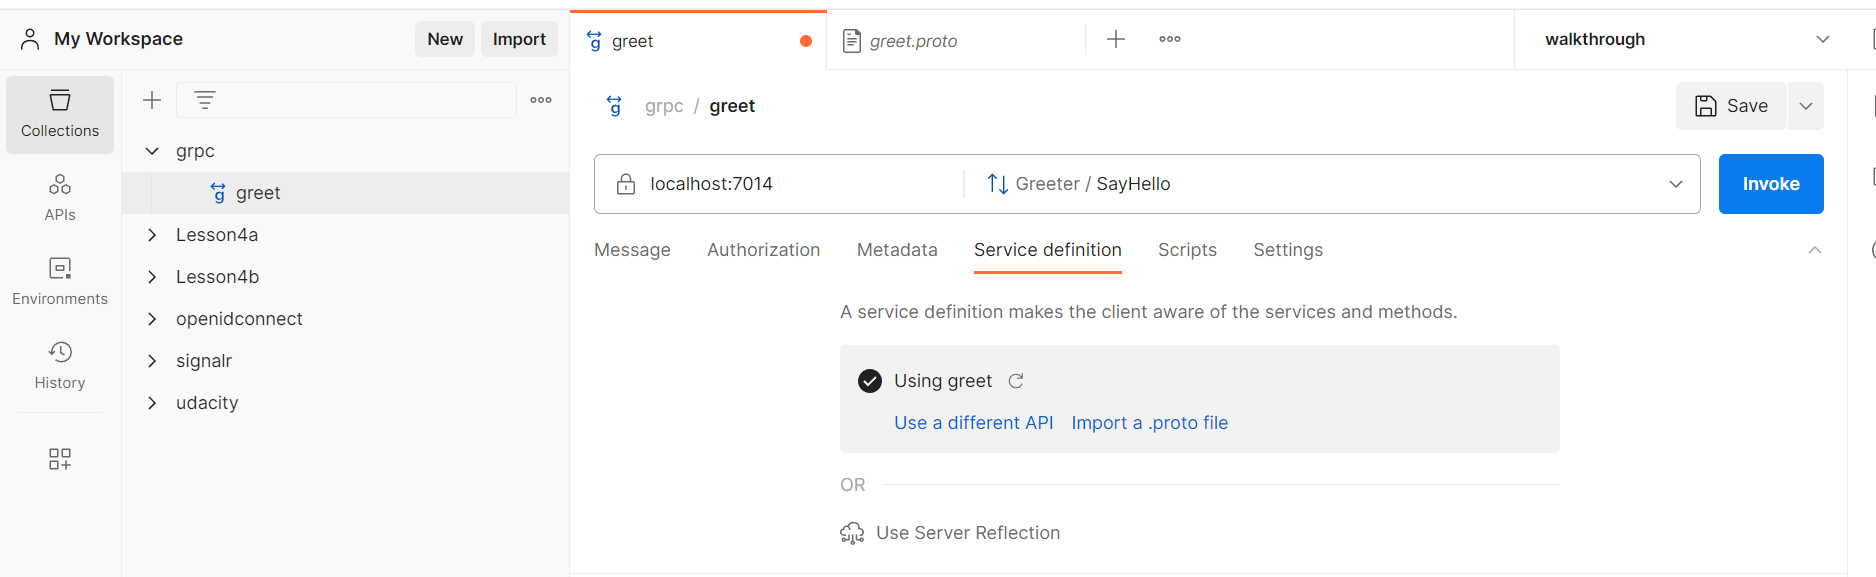 My Workspace
New
Import
greet
greet.proto
walkthrough
Collections
APIs
Environments
History
grpc
greet
Lesson4a
Lesson4b
openidconnect
signalr
udacity
grpc / greet
Save
localhost:7014
Greeter / SayHello
Invoke
Message
Authorization
Metadata
Service definition
Scripts
Settings
A service definition makes the client aware of the services and methods.
Using greet
Use a different API
Import a .proto file
OR
Use Server Reflection